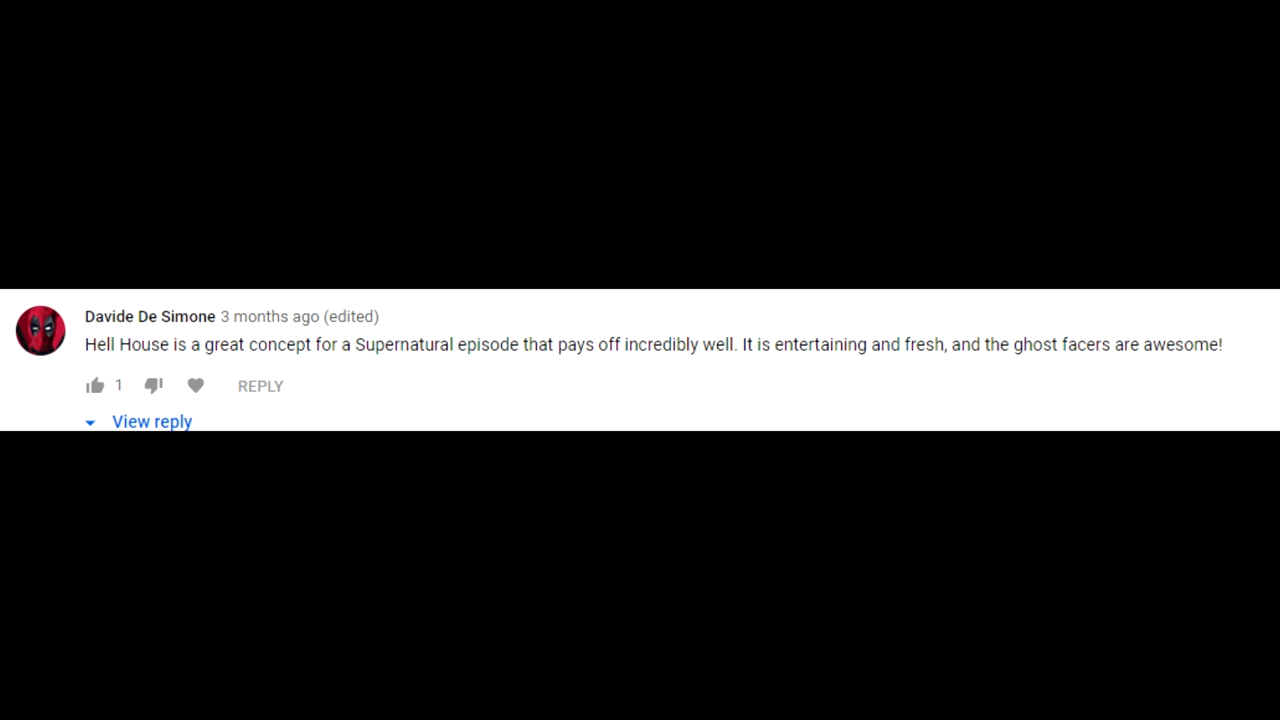 Davide De Simone 3 months ago (edited)
Hell House is a great concept for a Supernatural episode that pays off incredibly well. It is entertaining and fresh, and the ghost facers are awesome!
1 REPLY
View reply